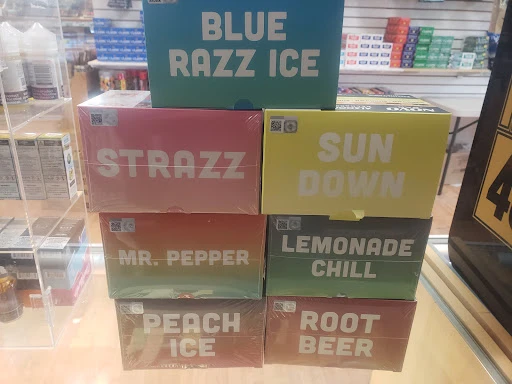 BLUE
RAZZ ICE
STRAZZ
SUN
DOWN
MR. PEPPER
LEMONADE
CHILL
PEACH
ICE
ROOT
BEER